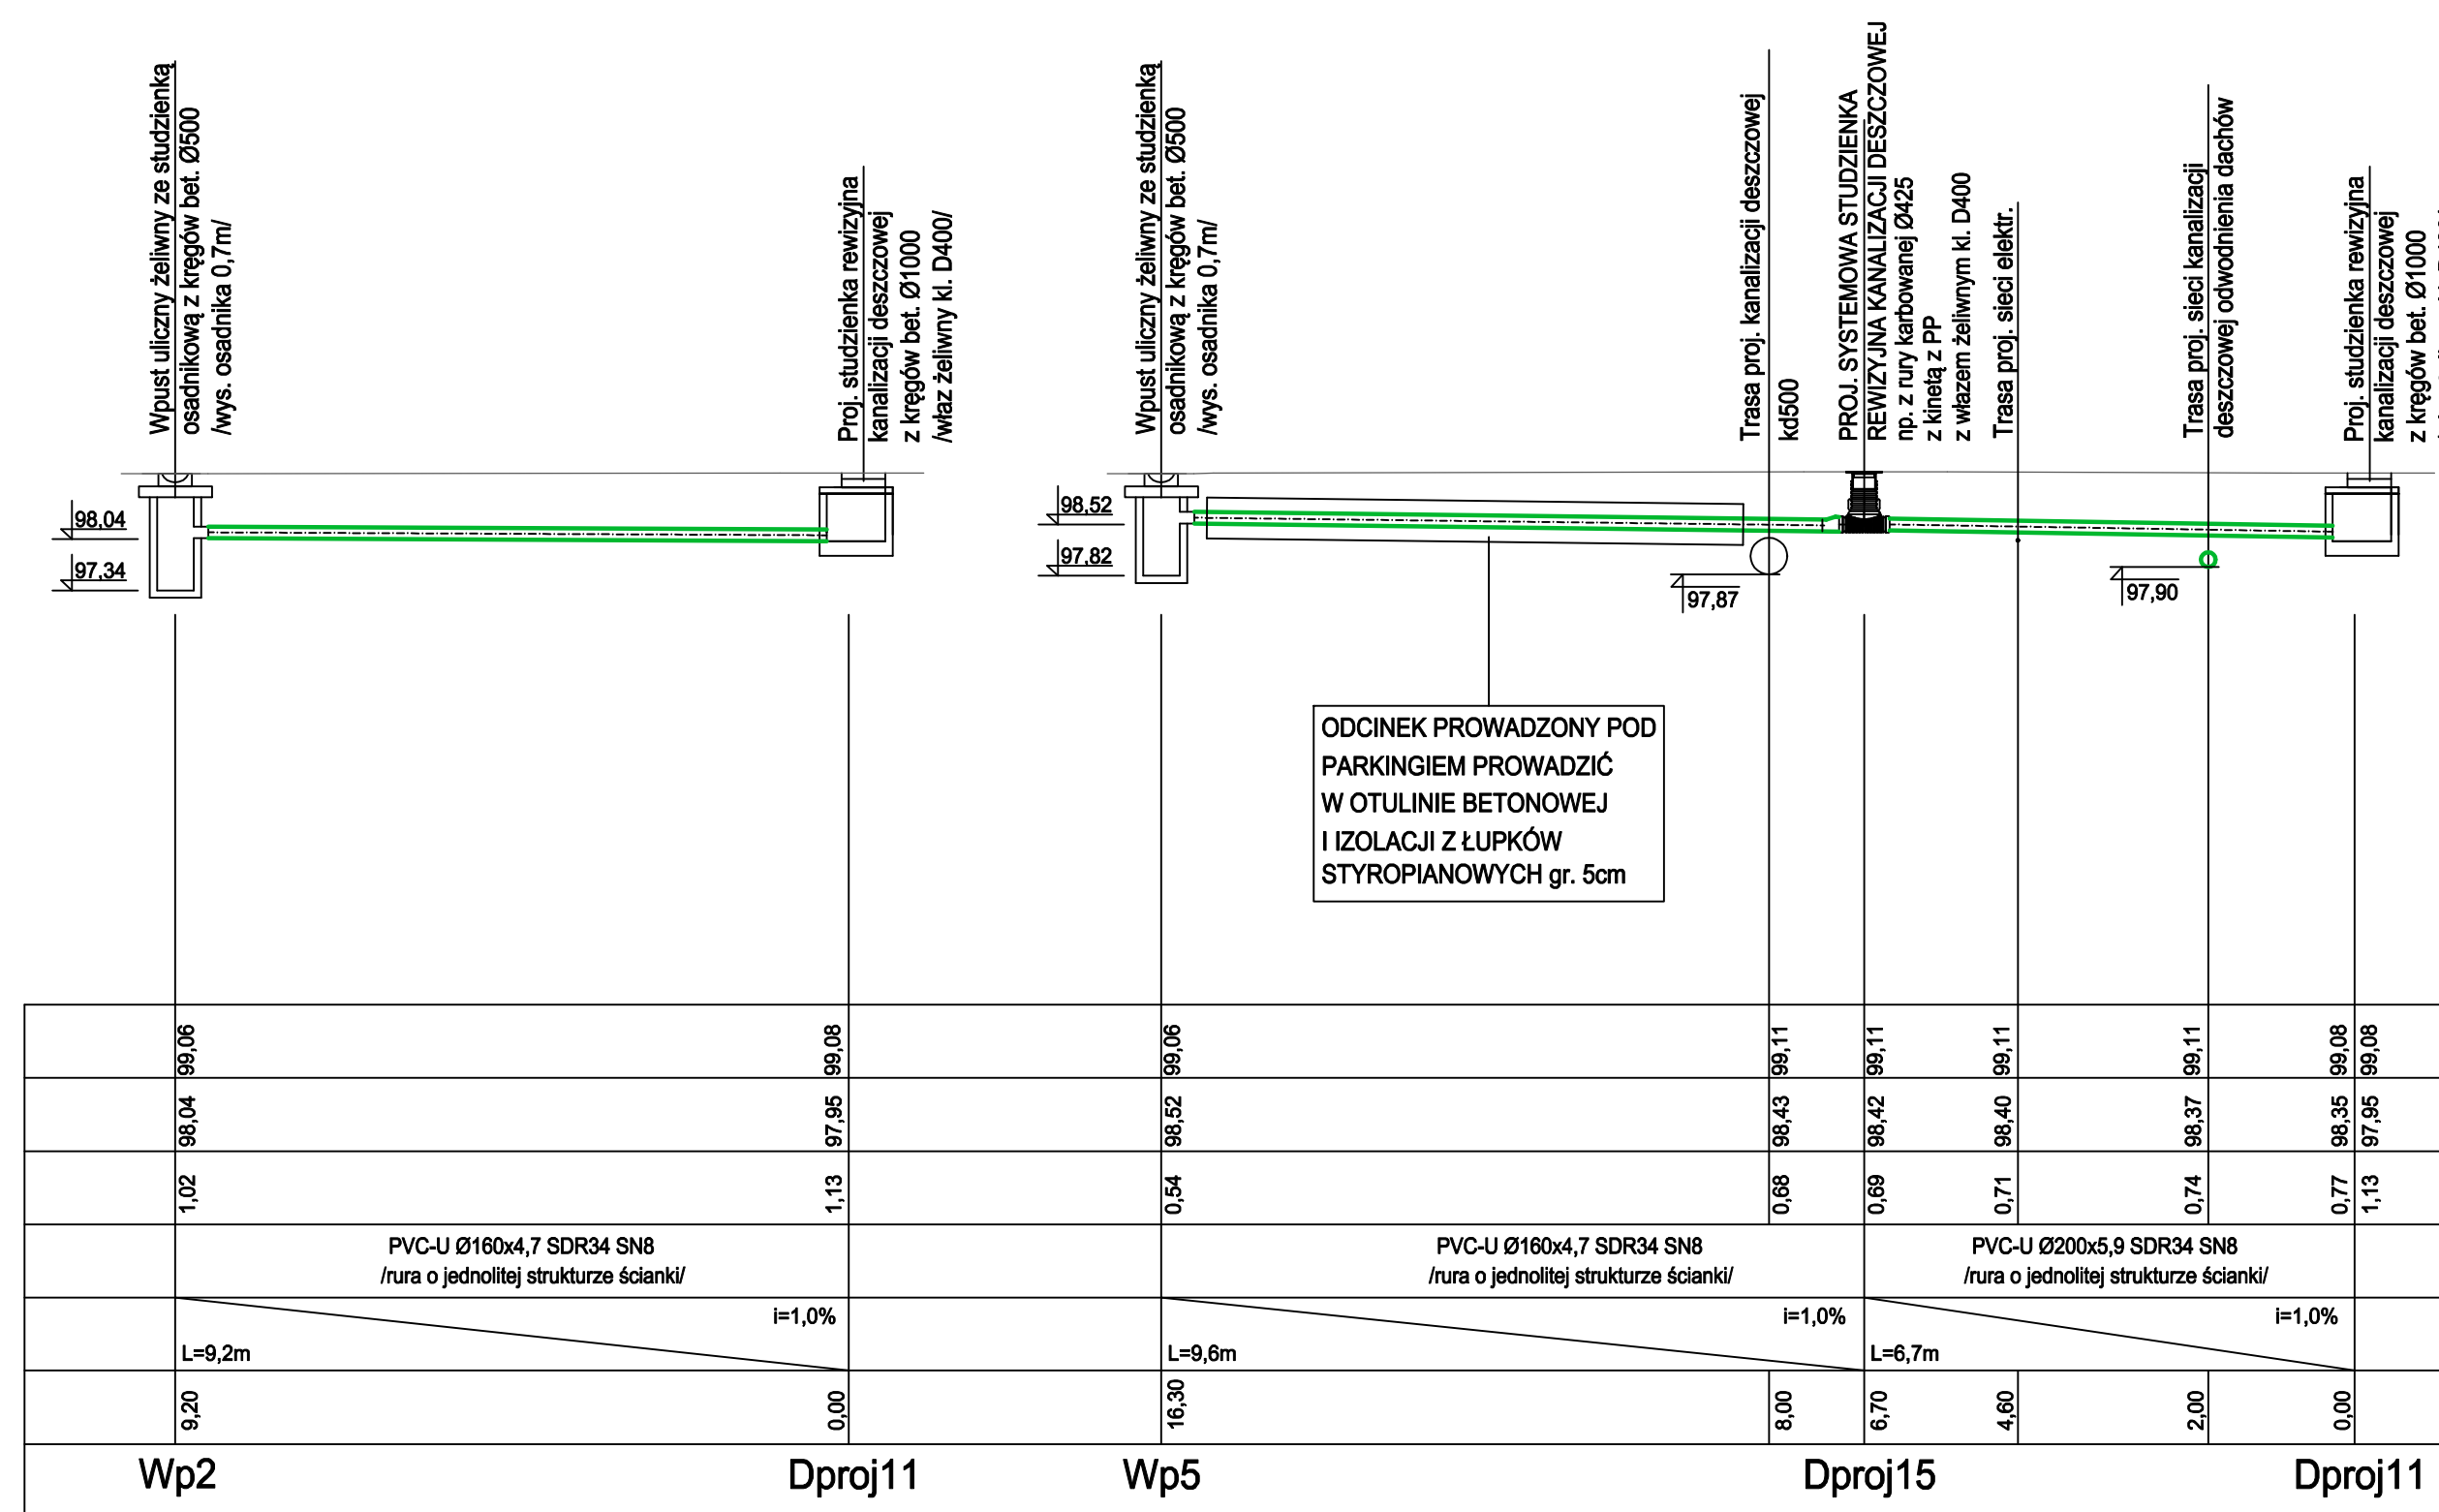 Wpust uliczny żeliwny ze studzienką
osadnikową z kręgów bet. Ø500
/wys. osadnika 0,7m/
Proj. studzienka rewizyjna
kanalizacji deszczowej
z kręgów bet. Ø1000
/właz żeliwny kl. D400/
Wpust uliczny żeliwny ze studzienką
osadnikową z kręgów bet. Ø500
/wys. osadnika 0,7m/
Trasa proj. kanalizacji deszczowej
kd500
PROJ. SYSTEMOWA STUDZIENKA
REWIZYJNA KANALIZACJI DESZCZOWEJ
np. z rury karbowanej Ø425
z kinetą z PP
z włazem żeliwnym kl. D400
Trasa proj. sieci elektr.
Trasa proj. sieci kanalizacji
deszczowej odwodnienia dachów
Proj. studzienka rewizyjna
kanalizacji deszczowej
z kręgów bet. Ø1000
98,04
97,34
98,52
97,82
97,87
97,90
ODCINEK PROWADZONY POD
PARKINGIEM PROWADZIĆ
W OTULINIE BETONOWEJ
I IZOLACJI Z ŁUPKÓW
STYROPIANOWYCH gr. 5cm
99,06 99,08 99,06 99,11 99,11 99,11 99,11 99,08 99,08
98,04 97,95 98,52 98,43 98,42 98,40 98,37 98,35 97,95
1,02 1,13 0,54 0,68 0,69 0,71 0,74 0,77 1,13
PVC-U Ø160x4,7 SDR34 SN8
/rura o jednolitej strukturze ścianki/
PVC-U Ø160x4,7 SDR34 SN8
/rura o jednolitej strukturze ścianki/
PVC-U Ø200x5,9 SDR34 SN8
/rura o jednolitej strukturze ścianki/
i=1,0% i=1,0% i=1,0%
L=9,2m L=9,6m L=6,7m
9,20 0,00 16,30 8,00 6,70 4,60 2,00 0,00
Wp2 Dproj11 Wp5 Dproj15 Dproj11